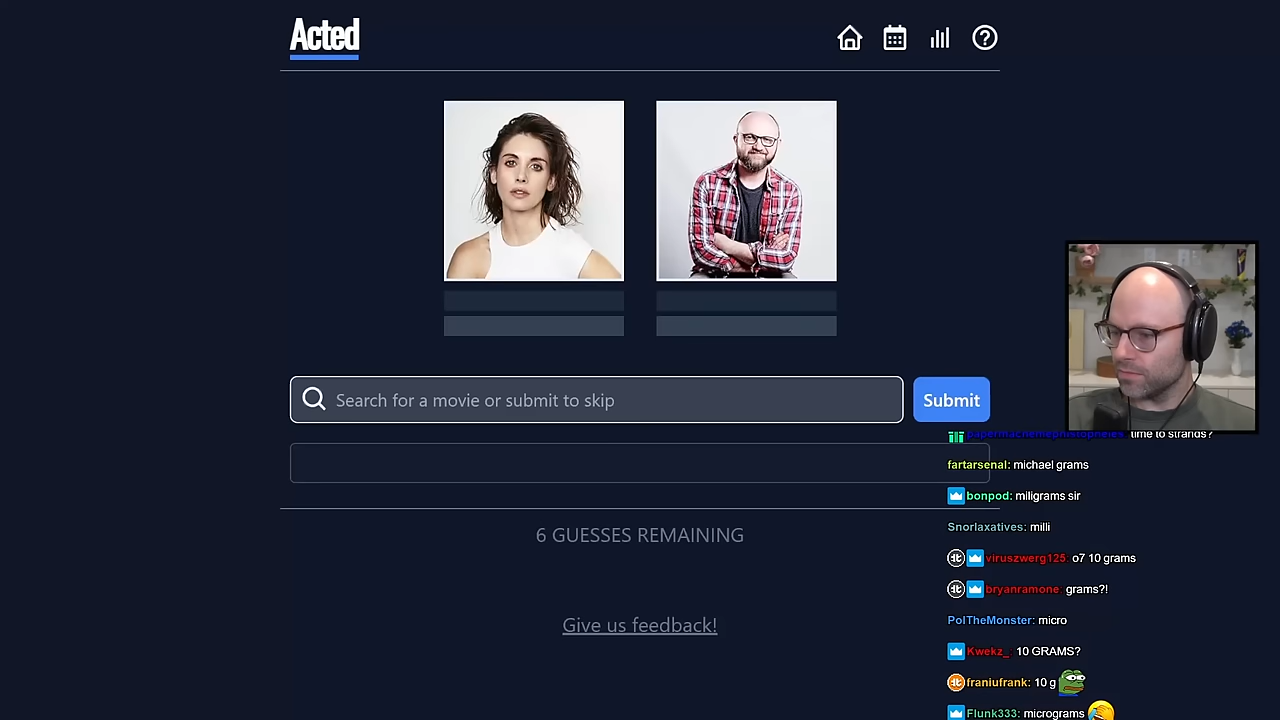 Acted
Search for a movie or submit to skip
Submit
papermachemephistopheles: time to strands?
fartarsenal: michael grams
bonpod: miligrams sir
Snorlaxatives: milli
6 GUESSES REMAINING
viruszwerg125: o7 10 grams
bryanramone: grams?!
PolTheMonster: micro
Give us feedback!
Kwekz_: 10 GRAMS?
franiufrank: 10 g
Flunk333: micrograms